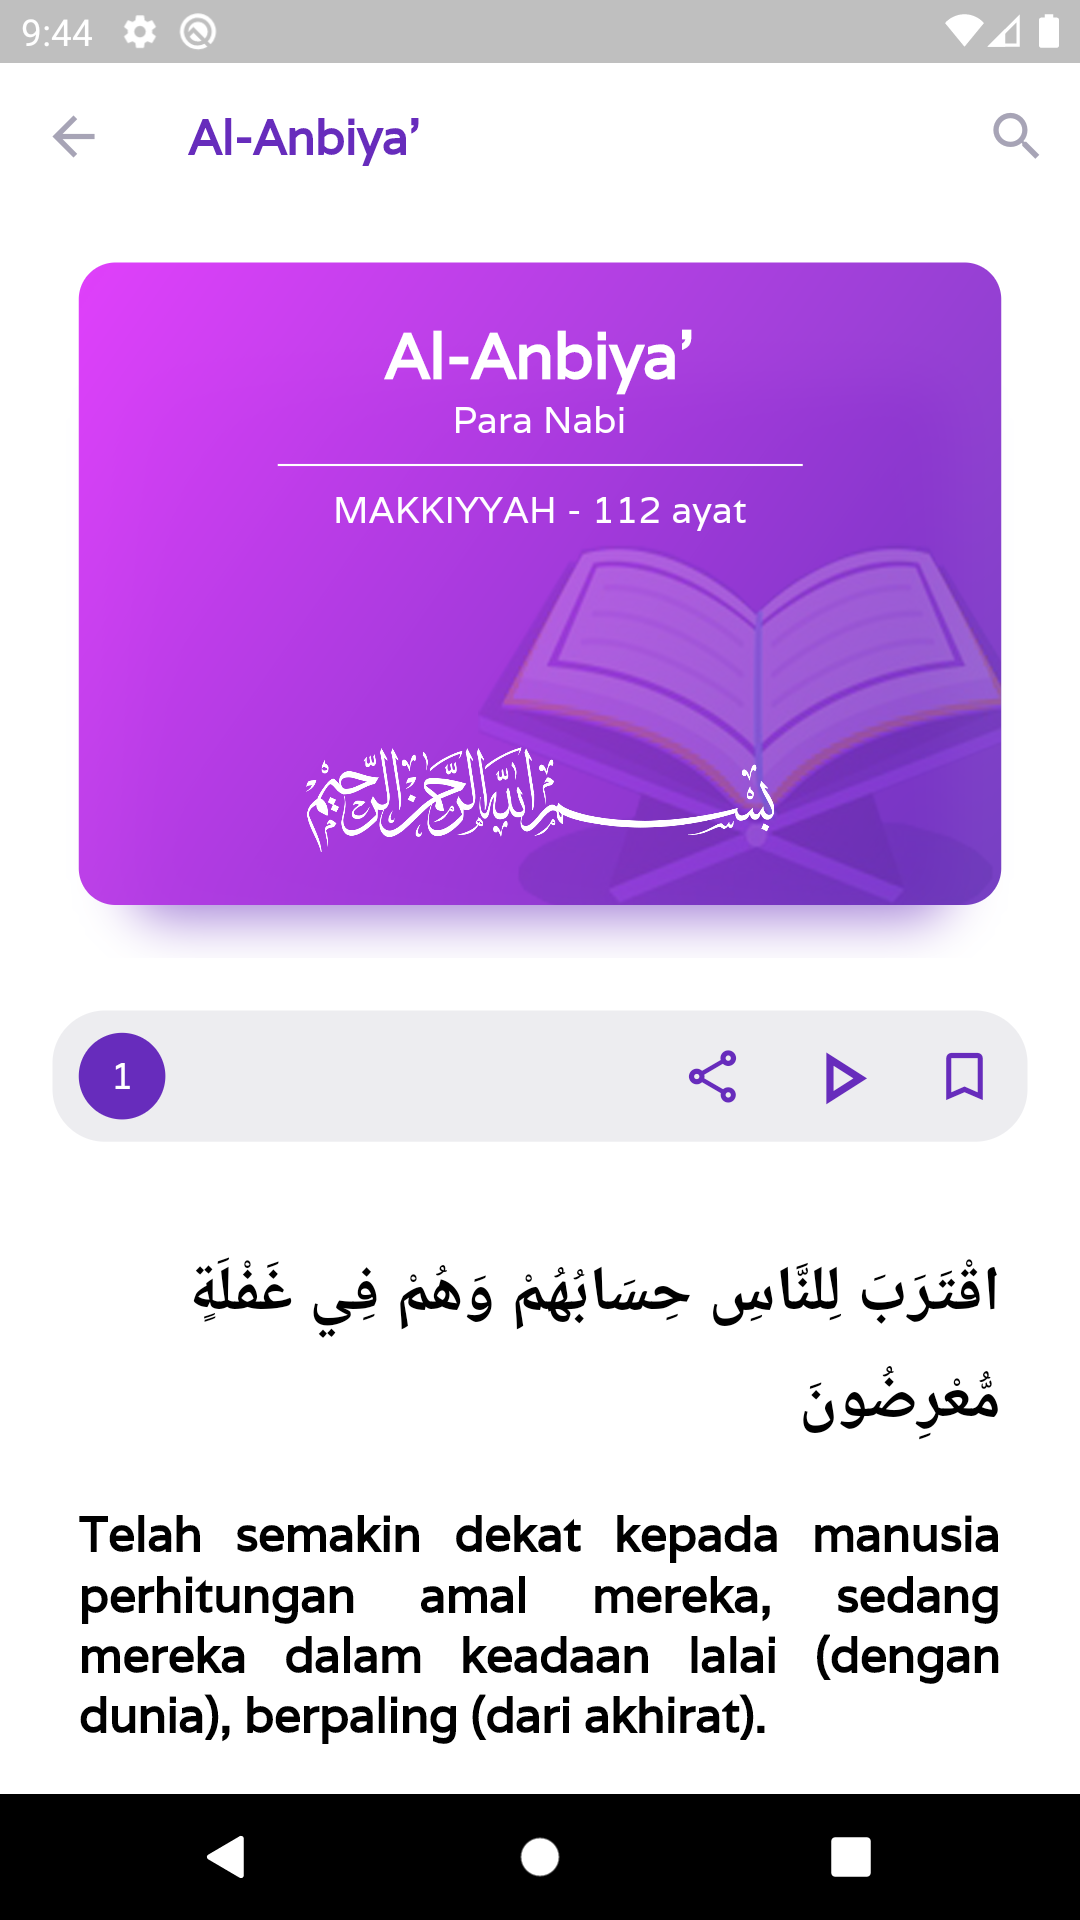 9:44
Al-Anbiya’
Al-Anbiya’
Para Nabi
MAKKIYYAH - 112 ayat
بِسْمِ اللَّهِ الرَّحْمَٰنِ الرَّحِيمِ
1
اقْتَرَبَ لِلنَّاسِ حِسَابُهُمْ وَهُمْ فِي غَفْلَةٍ
مُّعْرِضُونَ
Telah semakin dekat kepada manusia
perhitungan amal mereka, sedang
mereka dalam keadaan lalai (dengan
dunia), berpaling (dari akhirat).